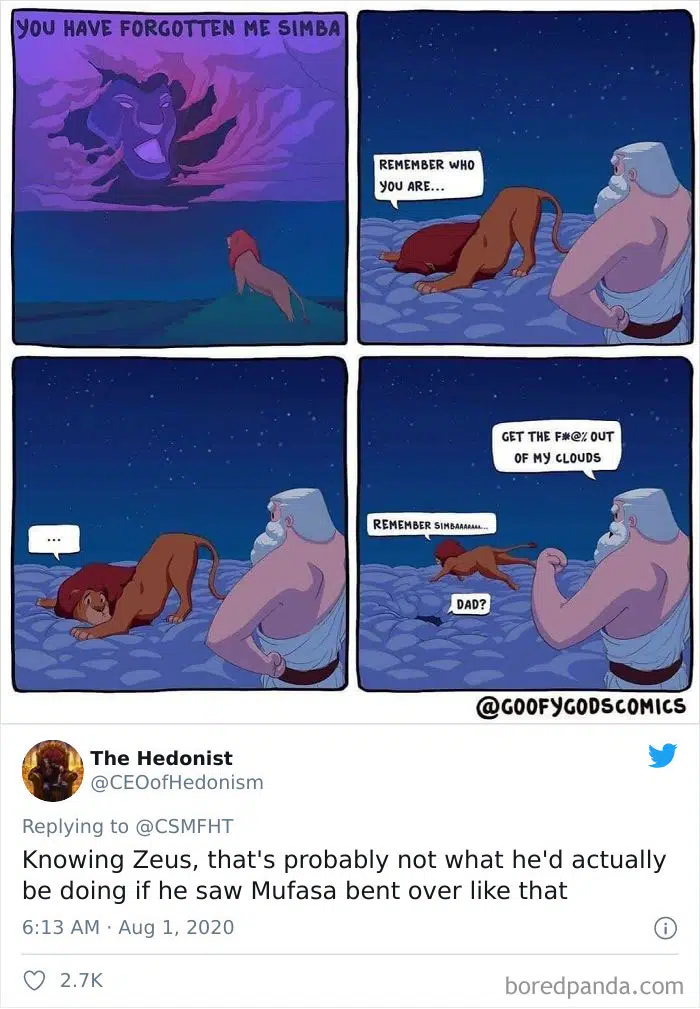 YOU HAVE FORGOTTEN ME SIMBA
REMEMBER WHO
YOU ARE...
...
GET THE F#@% OUT
OF MY CLOUDS
REMEMBER SIMBAAAAAAA...
DAD?
@GOOFYGODSCOMICS
The Hedonist
@CEOofHedonism
Replying to @CSMFHT
Knowing Zeus, that's probably not what he'd actually
be doing if he saw Mufasa bent over like that
6:13 AM · Aug 1, 2020
2.7K
boredpanda.com